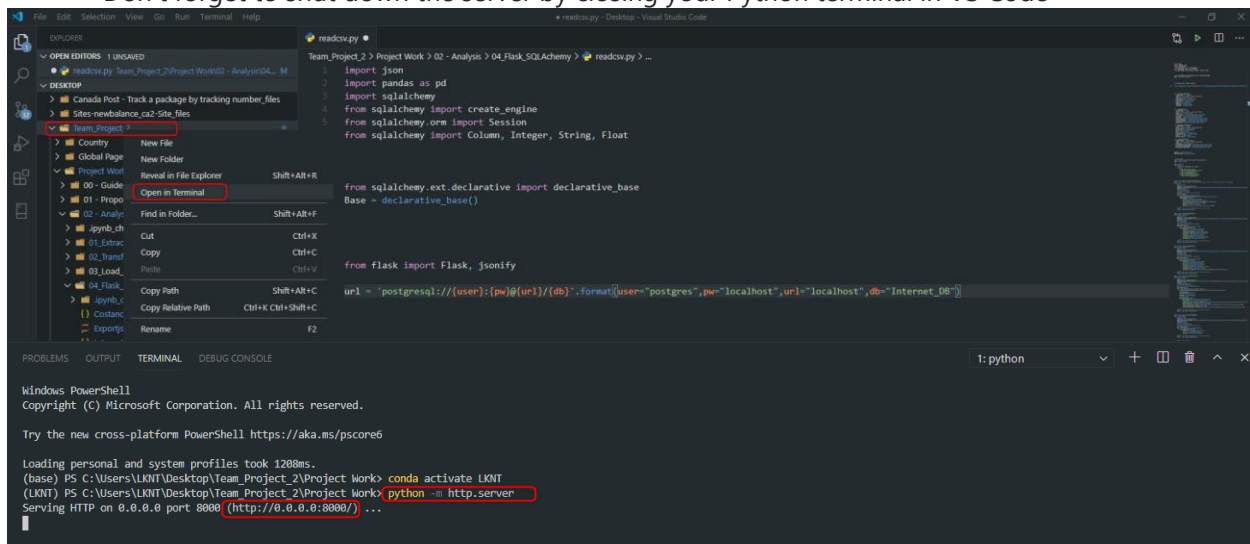 Don't forget to shut down the server by closing your Python terminal in VS Code
File Edit Selection View Go Run Terminal Help
● readcsv.py - Desktop - Visual Studio Code
EXPLORER
readcsv.py ●
OPEN EDITORS 1 UNSAVED
Team_Project_2 > Project Work > 02 - Analysis > 04_Flask_SQLAchemy > readcsv.py > ...
● readcsv.py Team_Project_2\Project Work\02 - Analysis\04... M
1 import json
DESKTOP
2 import pandas as pd
> Canada Post - Track a package by tracking number_files
3 import sqlalchemy
> Sites-newbalance_ca2-Site_files
4 from sqlalchemy import create_engine
Team_Project_2
5 from sqlalchemy.orm import Session
from sqlalchemy import Column, Integer, String, Float
> Country
> Global Page
Project Work
> 00 - Guide
> 01 - Propo
02 - Analys
> .ipynb_ch
> 01_Extrac
> 02_Transf
> 03_Load_
04_Flask_
> .ipynb_c
{} Costanc
Exportjs
New File
New Folder
Reveal in File Explorer Shift+Alt+R
Open in Terminal
Find in Folder... Shift+Alt+F
Cut Ctrl+X
Copy Ctrl+C
Paste Ctrl+V
Copy Path Shift+Alt+C
Copy Relative Path Ctrl+K Ctrl+Shift+C
Rename F2
from sqlalchemy.ext.declarative import declarative_base
Base = declarative_base()
from flask import Flask, jsonify
url = 'postgresql://{user}:{pw}@{url}/{db}'.format(user="postgres",pw="localhost",url="localhost",db="Internet_DB")
PROBLEMS OUTPUT TERMINAL DEBUG CONSOLE
1: python
Windows PowerShell
Copyright (C) Microsoft Corporation. All rights reserved.
Try the new cross-platform PowerShell https://aka.ms/pscore6
Loading personal and system profiles took 1208ms.
(base) PS C:\Users\LKNT\Desktop\Team_Project_2\Project Work> conda activate LKNT
(LKNT) PS C:\Users\LKNT\Desktop\Team_Project_2\Project Work> python -m http.server
Serving HTTP on 0.0.0.0 port 8000 (http://0.0.0.0:8000/) ...